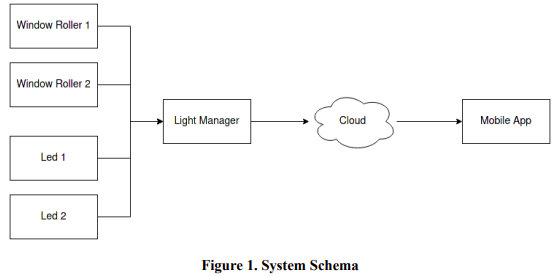 Window Roller 1
Window Roller 2
Light Manager
Cloud
Mobile App
Led 1
Led 2
Figure 1. System Schema